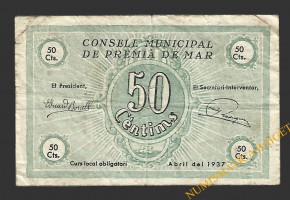 50 Cts.
50 Cts.
CONSELL MUNICIPAL
DE PREMIÀ DE MAR
El President,
El Secretari-Interventor,
50
Cèntims
50 Cts.
50 Cts.
Curs local obligatori
Abril del 1937